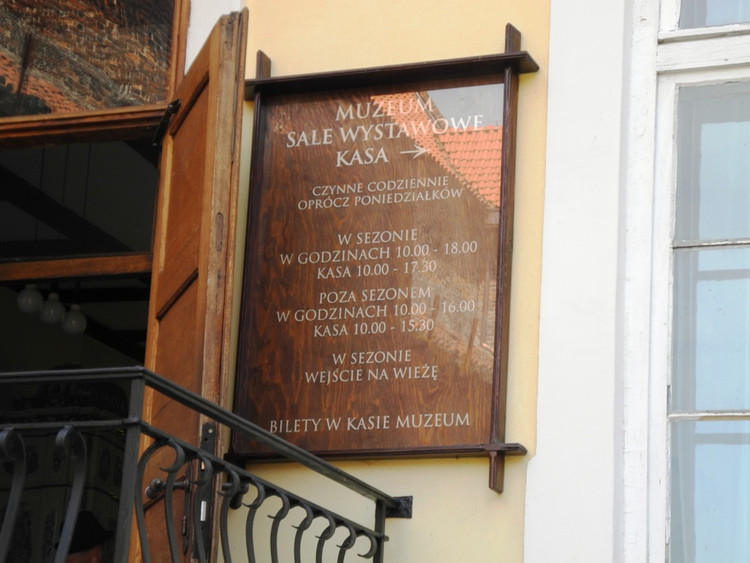 MUZEUM
SALE WYSTAWOWE
KASA →
CZYNNE CODZIENNIE
OPRÓCZ PONIEDZIAŁKÓW
W SEZONIE
W GODZINACH 10.00 - 18.00
KASA 10.00 - 17.30
POZA SEZONEM
W GODZINACH 10.00 - 16.00
KASA 10.00 - 15:30
W SEZONIE
WEJŚCIE NA WIEŻĘ
BILETY W KASIE MUZEUM